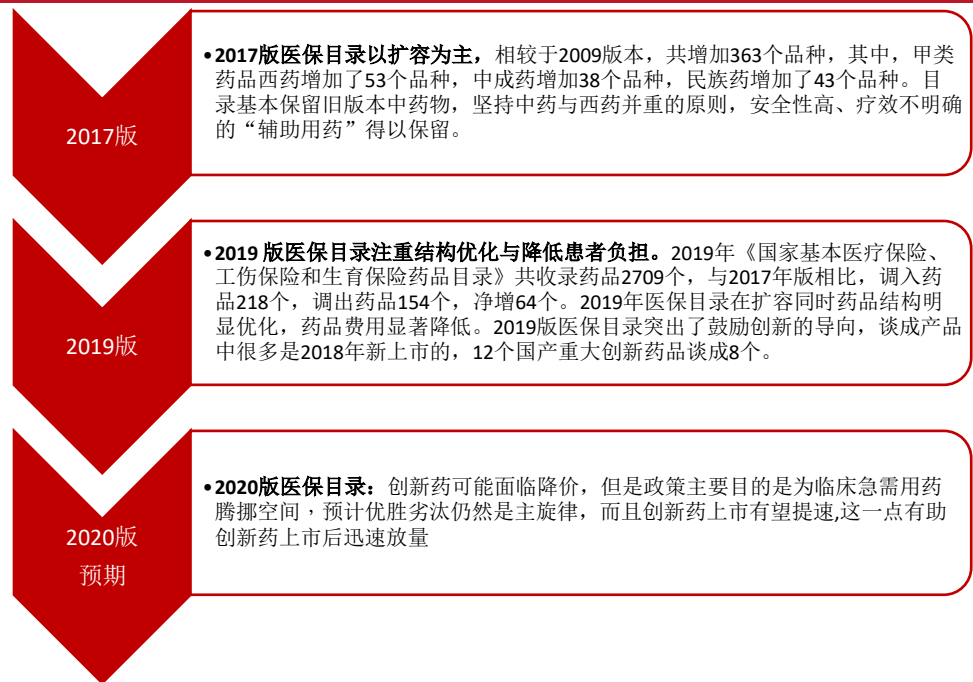 2017版
•2017版医保目录以扩容为主，相较于2009版本，共增加363个品种，其中，甲类
药品西药增加了53个品种，中成药增加38个品种，民族药增加了43个品种。目
录基本保留旧版本中药物，坚持中药与西药并重的原则，安全性高、疗效不明确
的“辅助用药”得以保留。
2019版
•2019 版医保目录注重结构优化与降低患者负担。2019年《国家基本医疗保险、
工伤保险和生育保险药品目录》共收录药品2709个，与2017年版相比，调入药
品218个，调出药品154个，净增64个。2019年医保目录在扩容同时药品结构明
显优化，药品费用显著降低。2019版医保目录突出了鼓励创新的导向，谈成产品
中很多是2018年新上市的，12个国产重大创新药品谈成8个。
2020版
预期
•2020版医保目录：创新药可能面临降价，但是政策主要目的是为临床急需用药
腾挪空间，预计优胜劣汰仍然是主旋律，而且创新药上市有望提速,这一点有助
创新药上市后迅速放量